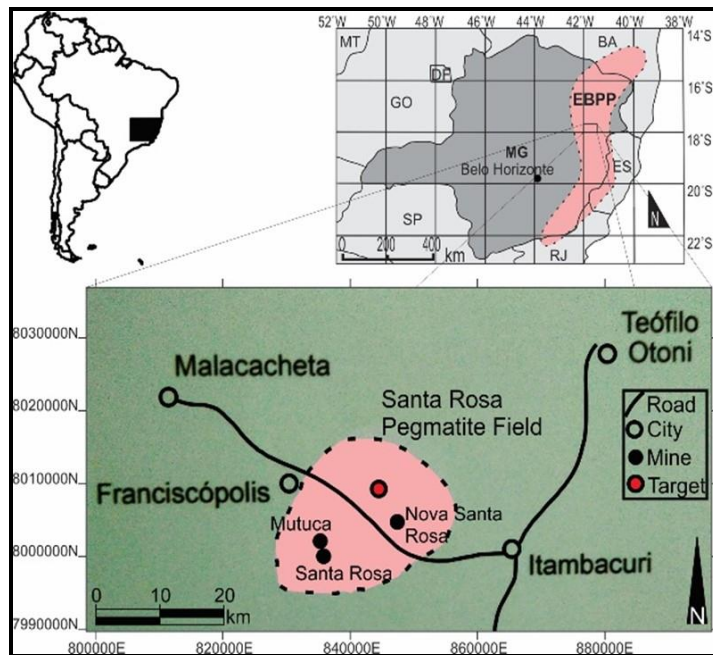 52°W 50°W 48°W 46°W 44°W 42°W 40°W 38°W
14°S
MT
BA
DF
16°S
GO
EBPP
18°S
MG
Belo Horizonte
ES
20°S
SP
N
22°S
0 200 400 km
RJ
8030000N
Teófilo
Otoni
Malacacheta
8020000N
Santa Rosa
Pegmatite Field
Road
City
Mine
Target
8010000N
Franciscópolis
Nova Santa
Rosa
Mutuca
8000000N
Santa Rosa
Itambacuri
0 10 20
km
N
7990000N
800000E 820000E 840000E 860000E 880000E